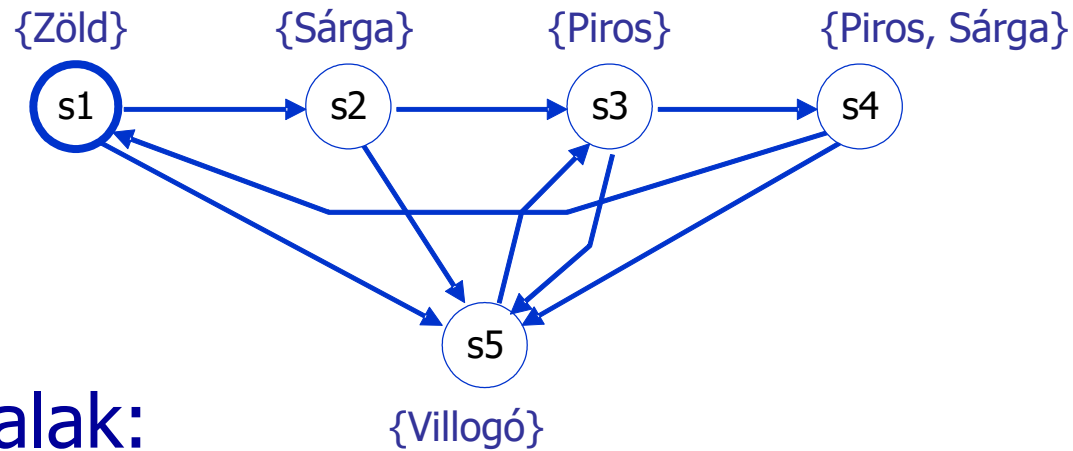 {Zöld} {Sárga} {Piros} {Piros, Sárga}
s1 s2 s3 s4
s5
alak:
{Villogó}